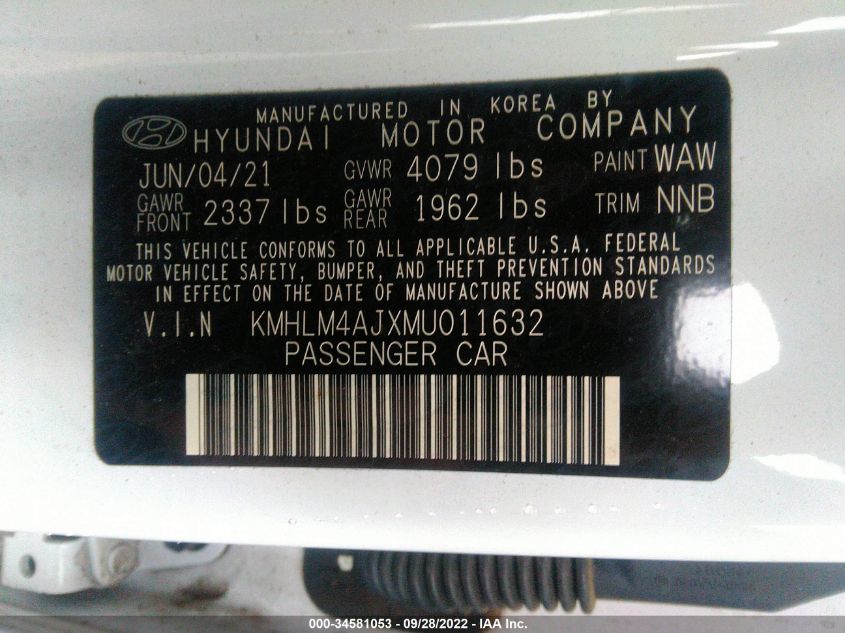 MANUFACTURED IN KOREA BY
HYUNDAI MOTOR COMPANY
JUN/04/21 GVWR 4079 lbs PAINT WAW
GAWR FRONT 2337 lbs GAWR REAR 1962 lbs TRIM NNB
THIS VEHICLE CONFORMS TO ALL APPLICABLE U.S.A. FEDERAL
MOTOR VEHICLE SAFETY, BUMPER, AND THEFT PREVENTION STANDARDS
IN EFFECT ON THE DATE OF MANUFACTURE SHOWN ABOVE
V.I.N KMHLM4AJXMU011632
PASSENGER CAR
000-34581053 - 09/28/2022 - IAA Inc.